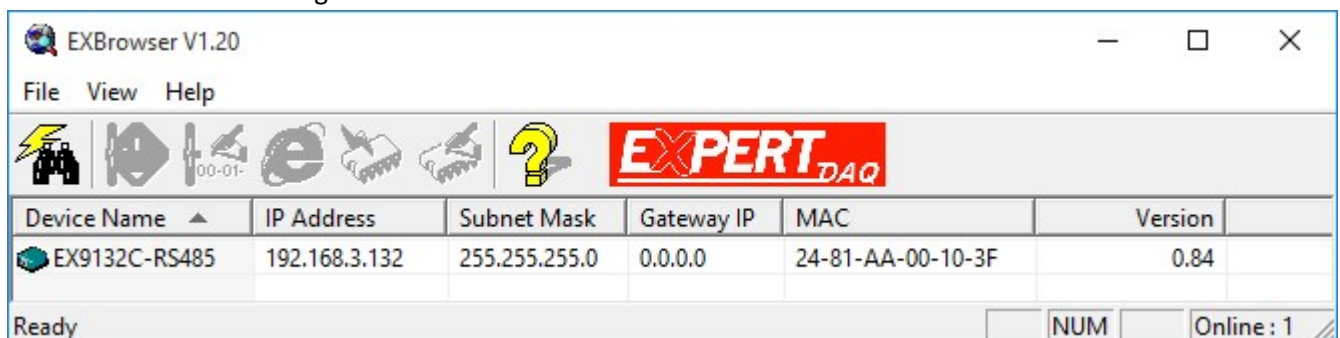 EXBrowser V1.20
File View Help
00-01-
EXPERT DAQ
Device Name IP Address Subnet Mask Gateway IP MAC Version
EX9132C-RS485 192.168.3.132 255.255.255.0 0.0.0.0 24-81-AA-00-10-3F 0.84
Ready NUM Online : 1